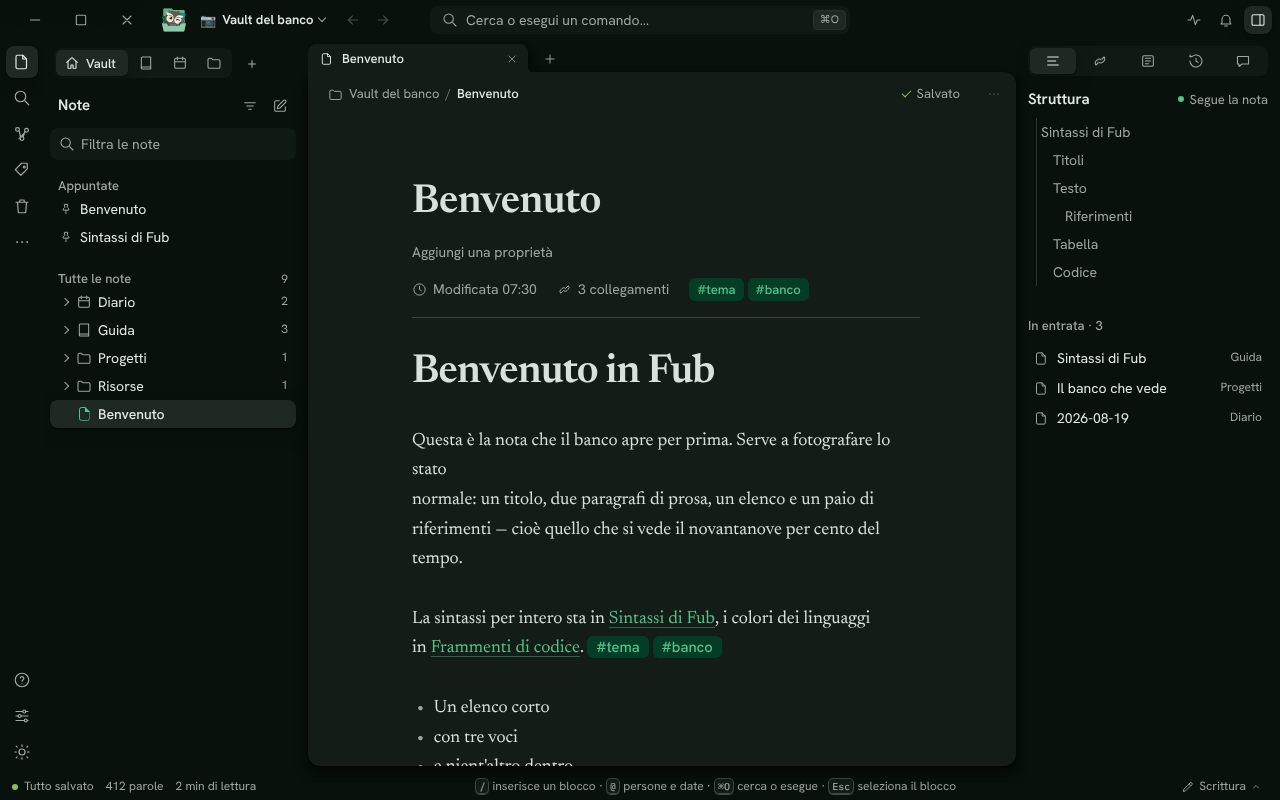 Vault del banco
Cerca o esegui un comando...
⌘O
Vault
Benvenuto
Note
Filtra le note
Appuntate
Benvenuto
Sintassi di Fub
Tutte le note 9
Diario 2
Guida 3
Progetti 1
Risorse 1
Benvenuto
Vault del banco / Benvenuto
Salvato
Benvenuto
Aggiungi una proprietà
Modificata 07:30 3 collegamenti #tema #banco
Benvenuto in Fub
Questa è la nota che il banco apre per prima. Serve a fotografare lo
stato
normale: un titolo, due paragrafi di prosa, un elenco e un paio di
riferimenti — cioè quello che si vede il novantanove per cento del
tempo.
La sintassi per intero sta in Sintassi di Fub, i colori dei linguaggi
in Frammenti di codice. #tema #banco
• Un elenco corto
• con tre voci
• e nient'altro dentro
Struttura
Segue la nota
Sintassi di Fub
Titoli
Testo
Riferimenti
Tabella
Codice
In entrata · 3
Sintassi di Fub Guida
Il banco che vede Progetti
2026-08-19 Diario
Tutto salvato 412 parole 2 min di lettura
/ inserisce un blocco · @ persone e date · ⌘O cerca o esegue · Esc seleziona il blocco
Scrittura